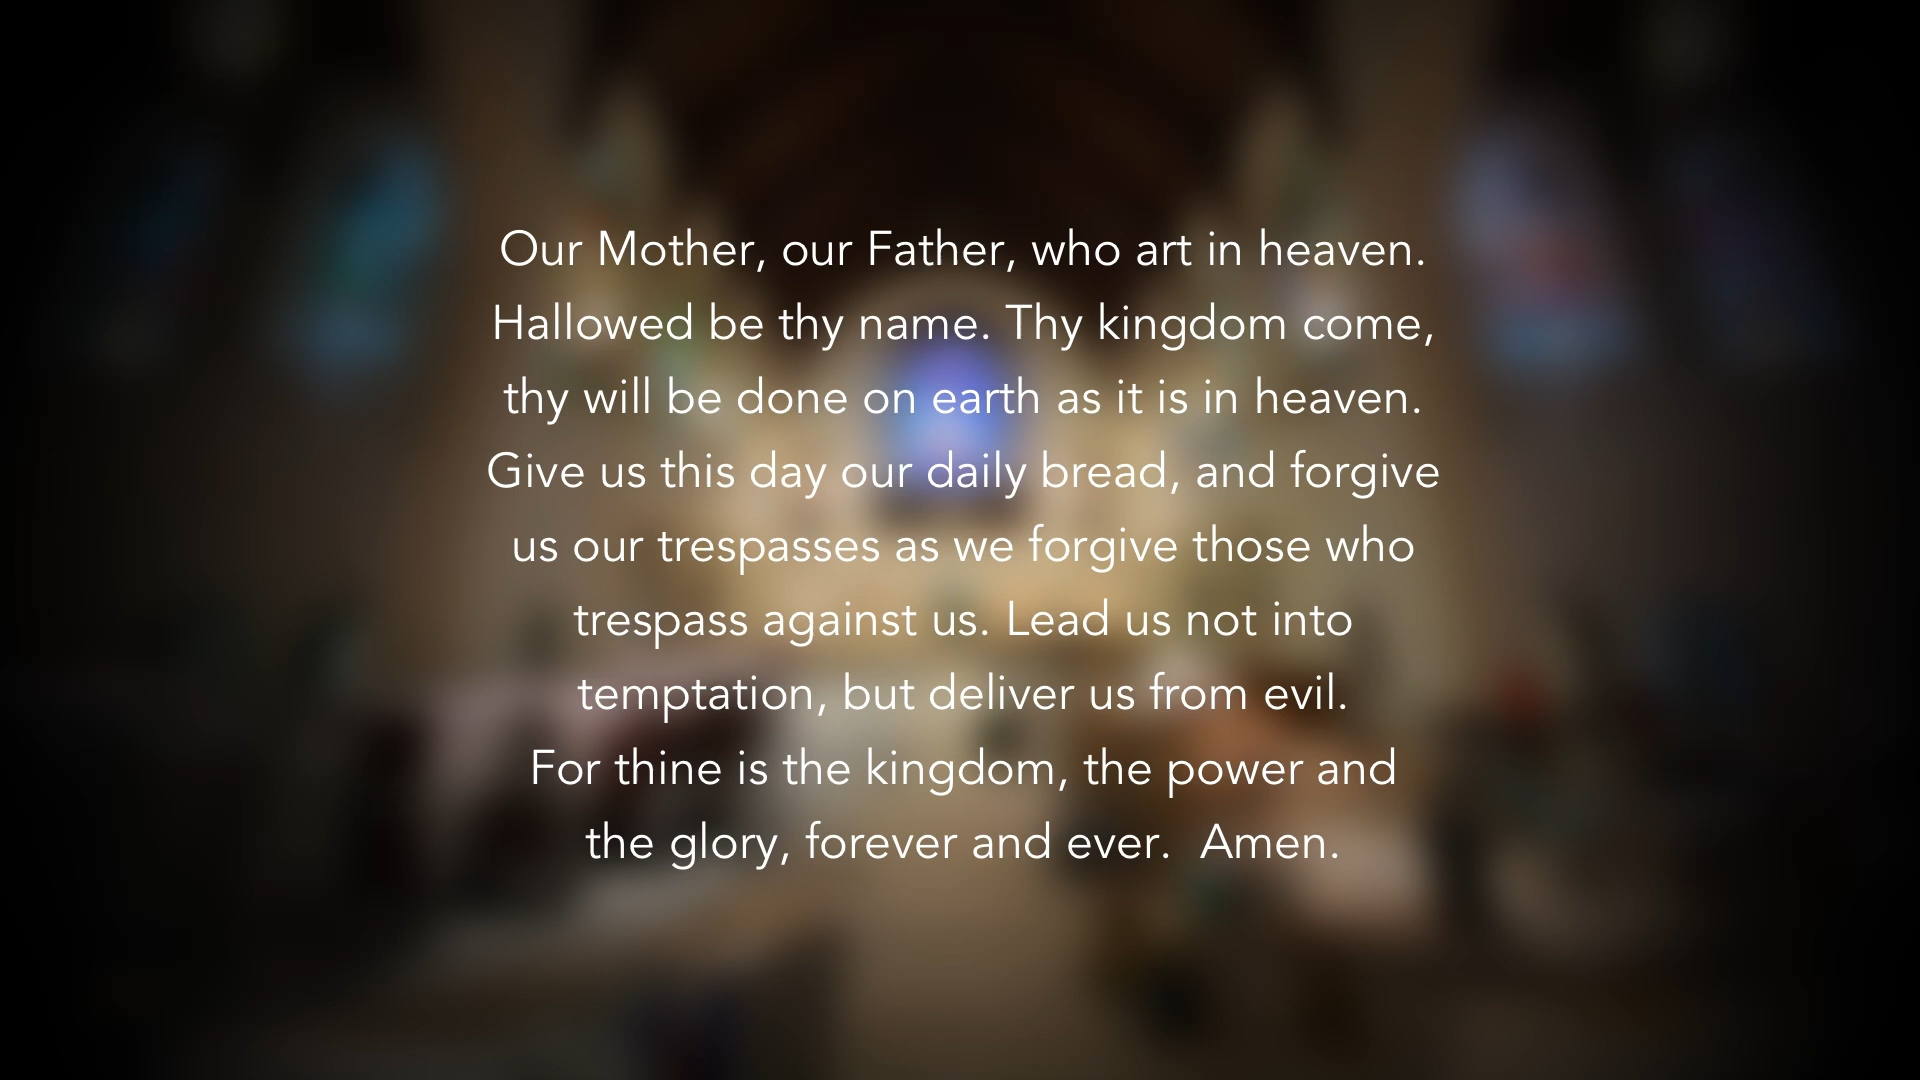 Our Mother, our Father, who art in heaven.
Hallowed be thy name. Thy kingdom come,
thy will be done on earth as it is in heaven.
Give us this day our daily bread, and forgive
us our trespasses as we forgive those who
trespass against us. Lead us not into
temptation, but deliver us from evil.
For thine is the kingdom, the power and
the glory, forever and ever.  Amen.